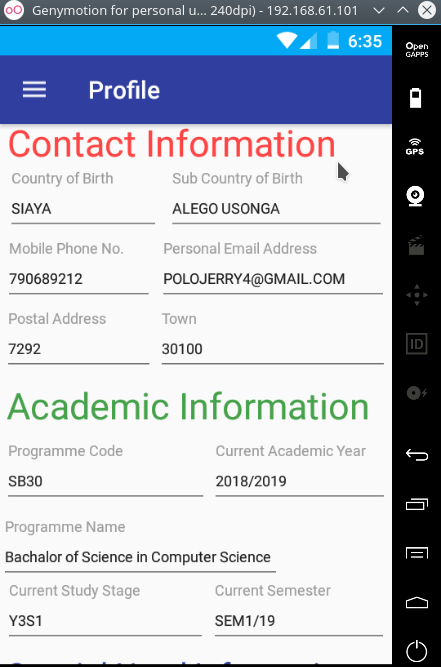 Genymotion for personal u... 240dpi) - 192.168.61.101
6:35
Open
GAPPS
Profile
GPS
Contact Information
Country of Birth Sub Country of Birth
SIAYA ALEGO USONGA
Mobile Phone No. Personal Email Address
790689212 POLOJERRY4@GMAIL.COM
Postal Address Town
7292 30100
ID
Academic Information
Programme Code Current Academic Year
SB30 2018/2019
Programme Name
Bachalor of Science in Computer Science
Current Study Stage Current Semester
Y3S1 SEM1/19